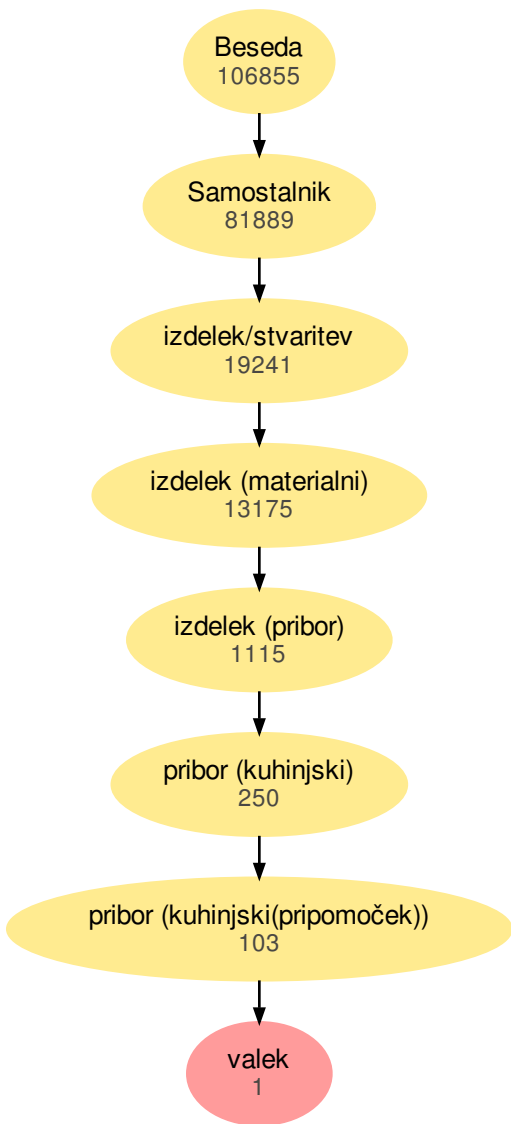 Beseda
106855
Samostalnik
81889
izdelek/stvaritev
19241
izdelek (materialni)
13175
izdelek (pribor)
1115
pribor (kuhinjski)
250
pribor (kuhinjski(pripomoček))
103
valek
1